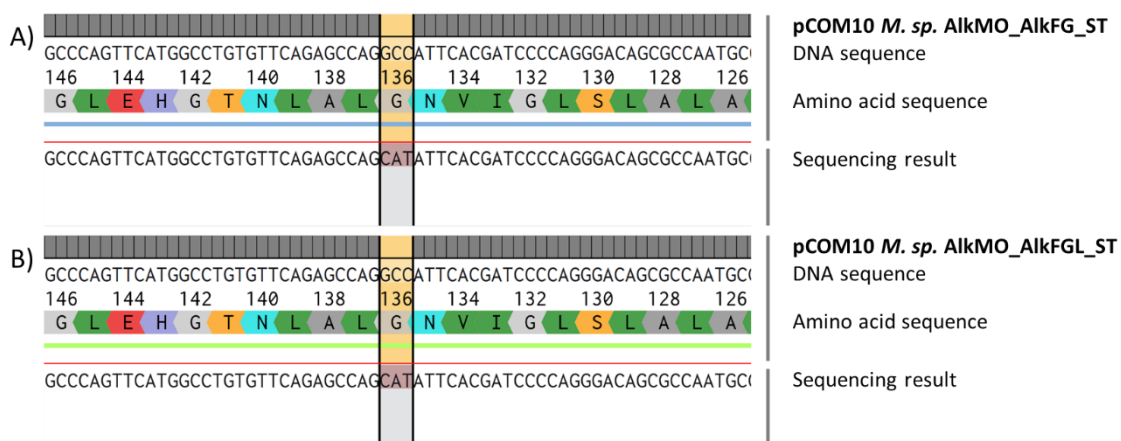 A)
pCOM10 M. sp. AlkMO_AlkFG_ST
GCCCAGTTCATGGCCTGTGTTCAGAGCCAGGCCATTCACGATCCCCAGGGACAGCGCCAATGC
DNA sequence
146 144 142 140 138 136 134 132 130 128 126
G L E H G T N L A L G N V I G L S L A L A
Amino acid sequence
GCCCAGTTCATGGCCTGTGTTCAGAGCCAGCATATTCACGATCCCCAGGGACAGCGCCAATGC
Sequencing result
B)
pCOM10 M. sp. AlkMO_AlkFGL_ST
GCCCAGTTCATGGCCTGTGTTCAGAGCCAGGCCATTCACGATCCCCAGGGACAGCGCCAATGC
DNA sequence
146 144 142 140 138 136 134 132 130 128 126
G L E H G T N L A L G N V I G L S L A L A
Amino acid sequence
GCCCAGTTCATGGCCTGTGTTCAGAGCCAGCATATTCACGATCCCCAGGGACAGCGCCAATGC
Sequencing result